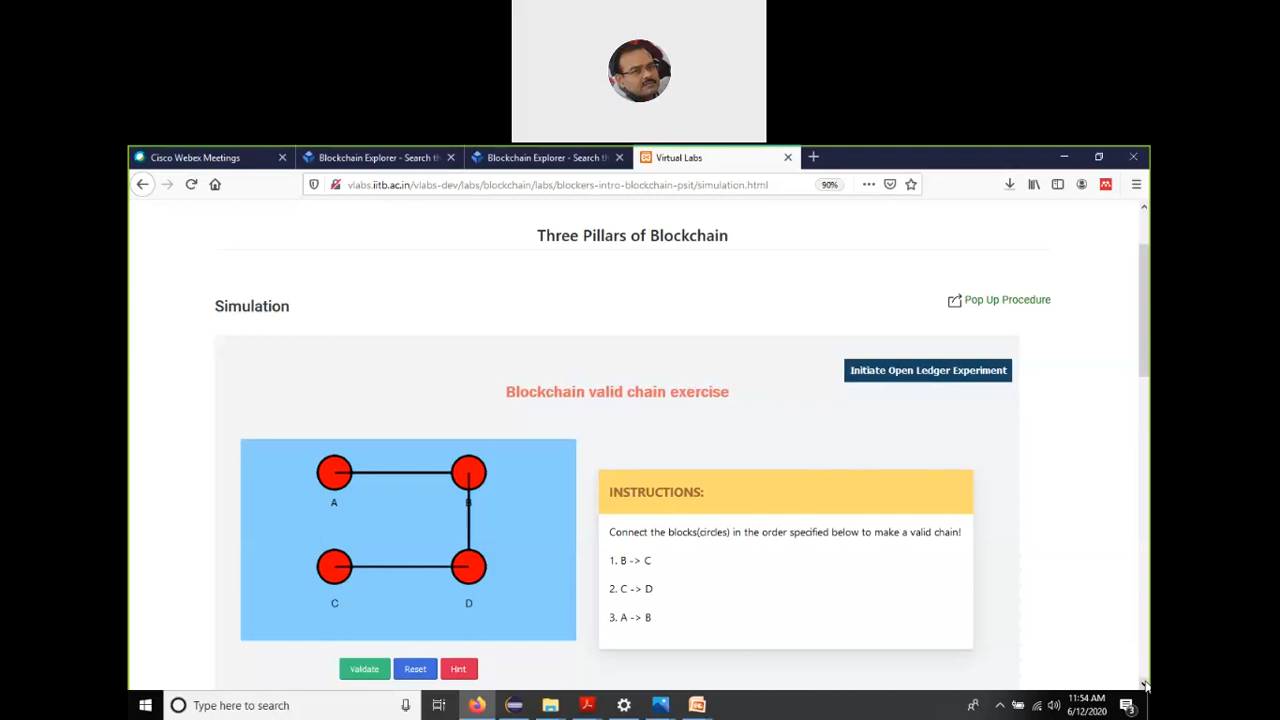 Cisco Webex Meetings
Blockchain Explorer - Search th
Blockchain Explorer - Search th
Virtual Labs
vlabs.iitb.ac.in/vlabs-dev/labs/blockchain/labs/blockers-intro-blockchain-psit/simulation.html
90%
Three Pillars of Blockchain
Simulation
Pop Up Procedure
Initiate Open Ledger Experiment
Blockchain valid chain exercise
A
B
C
D
INSTRUCTIONS:
Connect the blocks(circles) in the order specified below to make a valid chain!
1. B -> C
2. C -> D
3. A -> B
Validate
Reset
Hint
Type here to search
11:54 AM
6/12/2020
3